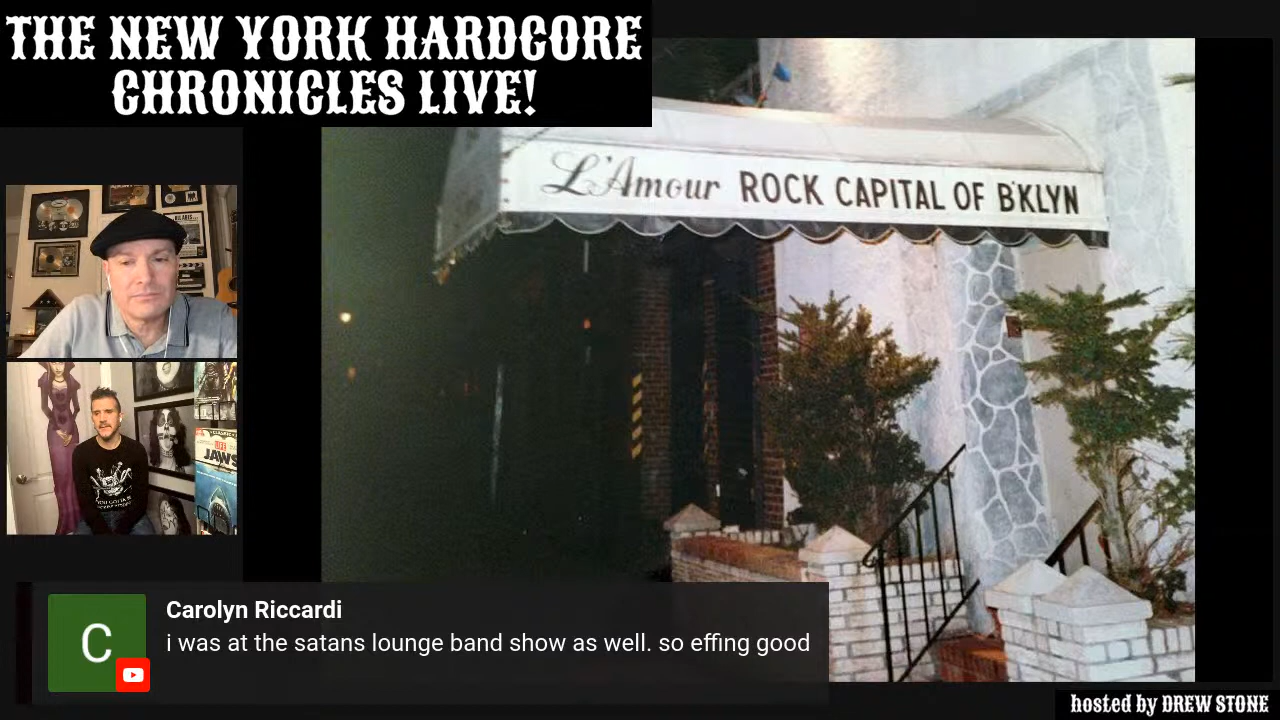 THE NEW YORK HARDCORE
CHRONICLES LIVE!
L'Amour ROCK CAPITAL OF B'KLYN
JAWS
Carolyn Riccardi
i was at the satans lounge band show as well. so effing good
hosted by DREW STONE